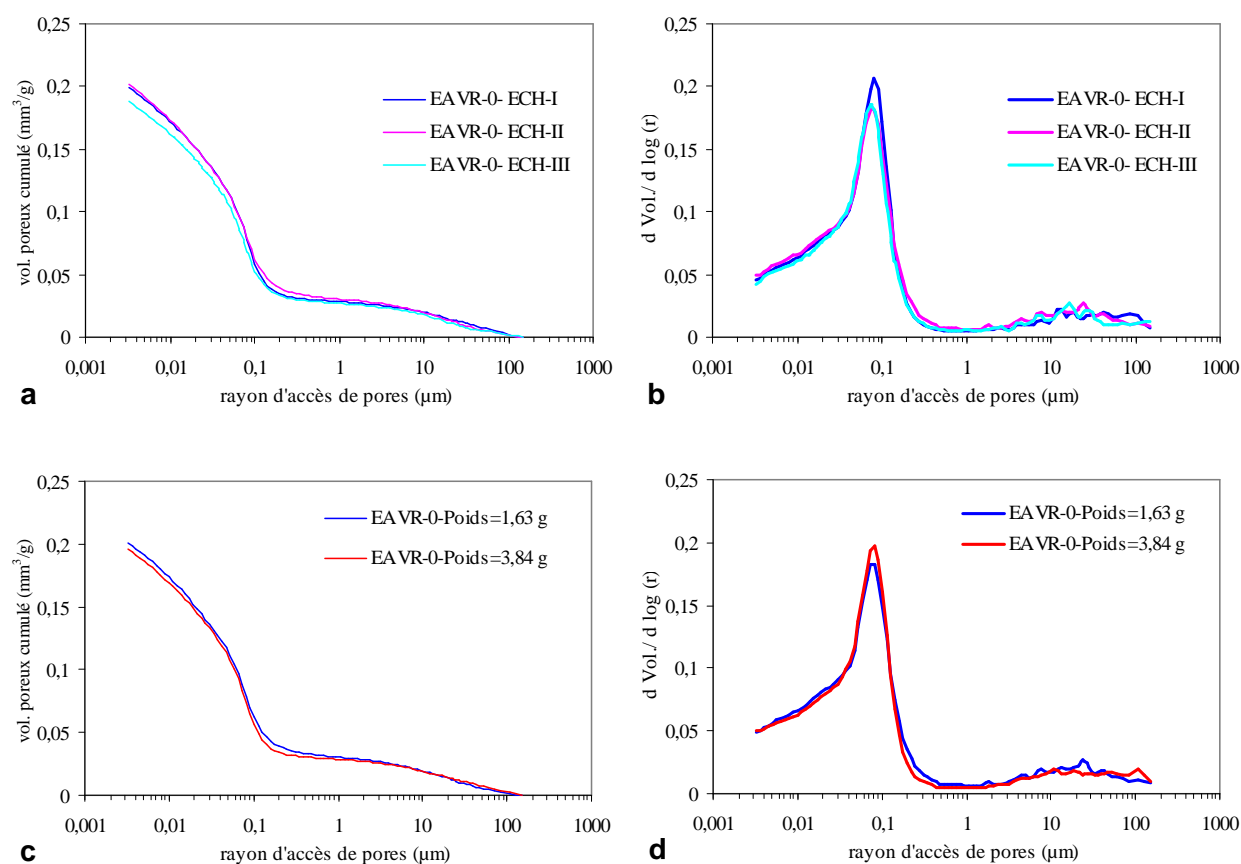 0,25
0,2
0,15
0,1
0,05
0
vol. poreux cumulé (mm³/g)
EAVR-0- ECH-I
EAVR-0- ECH-II
EAVR-0- ECH-III
0,001 0,01 0,1 1 10 100 1000
rayon d'accès de pores (µm)
a
0,25
0,2
0,15
0,1
0,05
0
d Vol./ d log (r)
EAVR-0- ECH-I
EAVR-0- ECH-II
EAVR-0- ECH-III
0,001 0,01 0,1 1 10 100 1000
rayon d'accès de pores (µm)
b
0,25
0,2
0,15
0,1
0,05
0
vol. poreux cumulé (mm³/g)
EAVR-0-Poids=1,63 g
EAVR-0-Poids=3,84 g
0,001 0,01 0,1 1 10 100 1000
rayon d'accès de pores (µm)
c
0,25
0,2
0,15
0,1
0,05
0
d Vol./ d log (r)
EAVR-0-Poids=1,63 g
EAVR-0-Poids=3,84 g
0,001 0,01 0,1 1 10 100 1000
rayon d'accès de pores (µm)
d